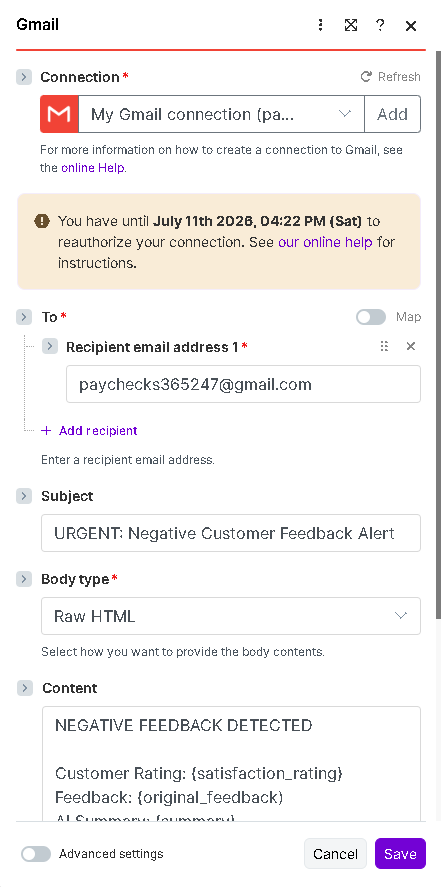 Gmail
?
Connection*
Refresh
My Gmail connection (pa...
Add
For more information on how to create a connection to Gmail, see
the online Help.
You have until July 11th 2026, 04:22 PM (Sat) to
reauthorize your connection. See our online help for
instructions.
To*
Map
Recipient email address 1*
paychecks365247@gmail.com
+ Add recipient
Enter a recipient email address.
Subject
URGENT: Negative Customer Feedback Alert
Body type*
Raw HTML
Select how you want to provide the body contents.
Content
NEGATIVE FEEDBACK DETECTED
Customer Rating: {satisfaction_rating}
Feedback: {original_feedback)
AI Summary: {summary}
Advanced settings
Cancel
Save